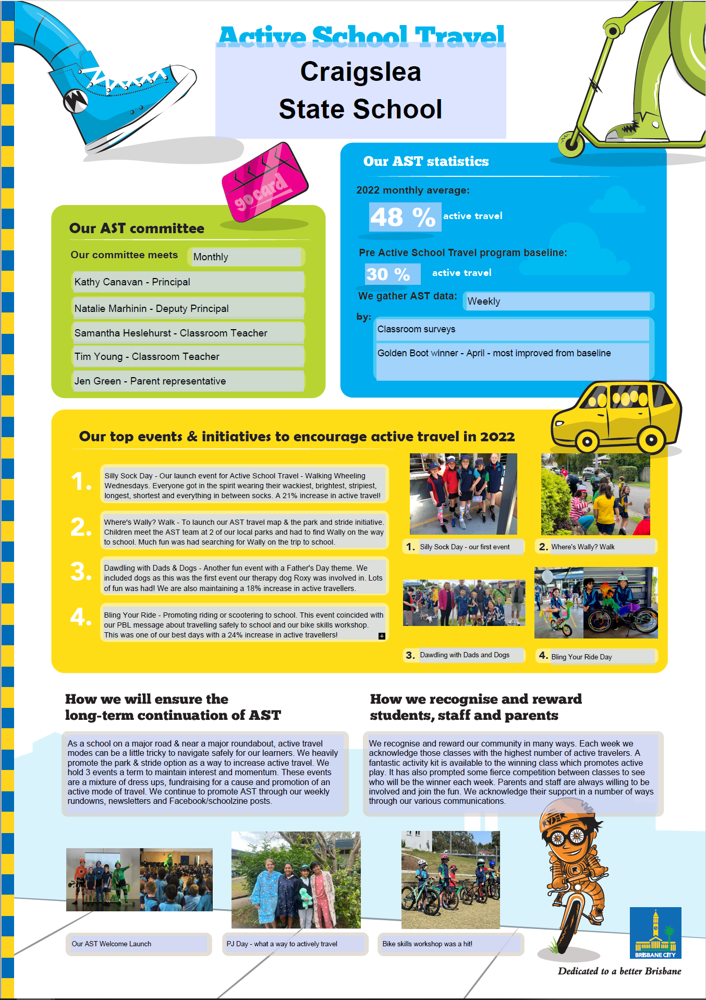 Active School Travel
Craigslea
State School
gocard
Our AST committee
Our committee meets Monthly
Kathy Canavan - Principal
Natalie Marhinin - Deputy Principal
Samantha Heslehurst - Classroom Teacher
Tim Young - Classroom Teacher
Jen Green - Parent representative
Our AST statistics
2022 monthly average:
48 % active travel
Pre Active School Travel program baseline:
30 % active travel
We gather AST data: Weekly
by:
Classroom surveys
Golden Boot winner - April - most improved from baseline
Our top events & initiatives to encourage active travel in 2022
1. Silly Sock Day - Our launch event for Active School Travel - Walking Wheeling
Wednesdays. Everyone got in the spirit wearing their wackiest, brightest, stripiest,
longest, shortest and everything in between socks. A 21% increase in active travel!
2. Where's Wally? Walk - To launch our AST travel map & the park and stride initiative.
Children meet the AST team at 2 of our local parks and had to find Wally on the way
to school. Much fun was had searching for Wally on the trip to school.
3. Dawdling with Dads & Dogs - Another fun event with a Father's Day theme. We
included dogs as this was the first event our therapy dog Roxy was involved in. Lots
of fun was had! We are also maintaining a 18% increase in active travellers.
4. Bling Your Ride - Promoting riding or scootering to school. This event coincided with
our PBL message about travelling safely to school and our bike skills workshop.
This was one of our best days with a 24% increase in active travellers!
1. Silly Sock Day - our first event
2. Where's Wally? Walk
3. Dawdling with Dads and Dogs
4. Bling Your Ride Day
How we will ensure the
long-term continuation of AST
As a school on a major road & near a major roundabout, active travel
modes can be a little tricky to navigate safely for our learners. We heavily
promote the park & stride option as a way to increase active travel. We
hold 3 events a term to maintain interest and momentum. These events
are a mixture of dress ups, fundraising for a cause and promotion of an
active mode of travel. We continue to promote AST through our weekly
rundowns, newsletters and Facebook/schoolzine posts.
How we recognise and reward
students, staff and parents
We recognise and reward our community in many ways. Each week we
acknowledge those classes with the highest number of active travelers. A
fantastic activity kit is available to the winning class which promotes active
play. It has also prompted some fierce competition between classes to see
who will be the winner each week. Parents and staff are always willing to be
involved and join the fun. We acknowledge their support in a number of ways
through our various communications.
RYDER
Our AST Welcome Launch
PJ Day - what a way to actively travel
Bike skills workshop was a hit!
BRISBANE CITY
Dedicated to a better Brisbane